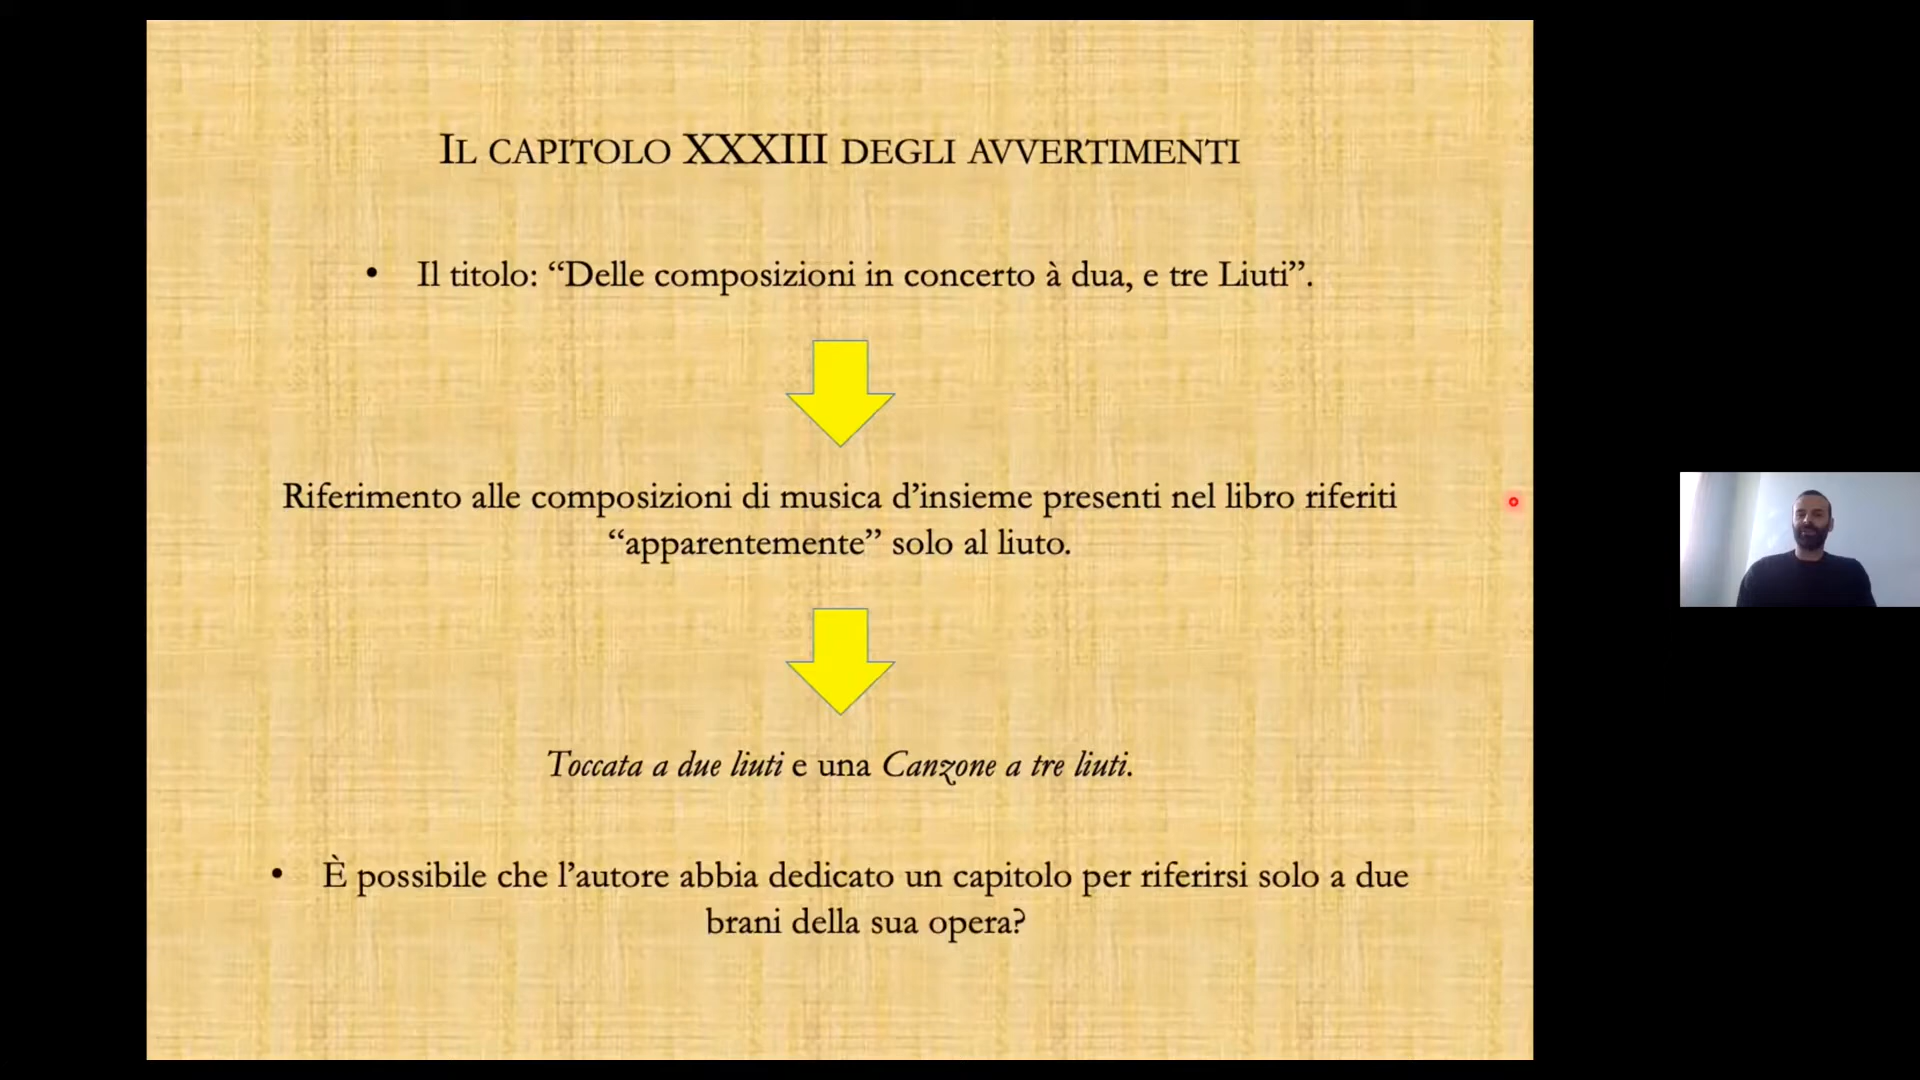 IL CAPITOLO XXXIII DEGLI AVVERTIMENTI
• Il titolo: “Delle composizioni in concerto à dua, e tre Liuti”.
Riferimento alle composizioni di musica d’insieme presenti nel libro riferiti
“apparentemente” solo al liuto.
Toccata a due liuti e una Canzone a tre liuti.
• È possibile che l’autore abbia dedicato un capitolo per riferirsi solo a due
brani della sua opera?